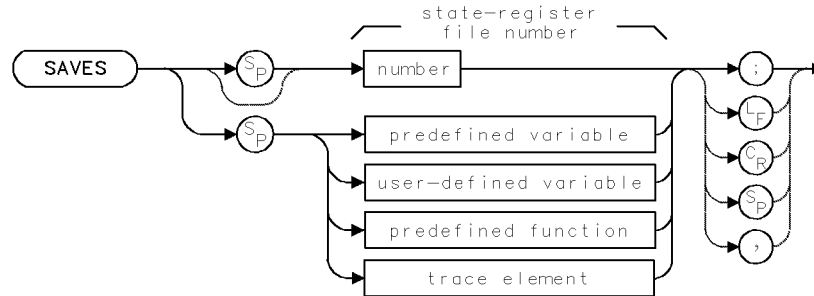 state-register
file number
SAVES
SP
number
;
LF
SP
predefined variable
CR
user-defined variable
SP
predefined function
,
trace element